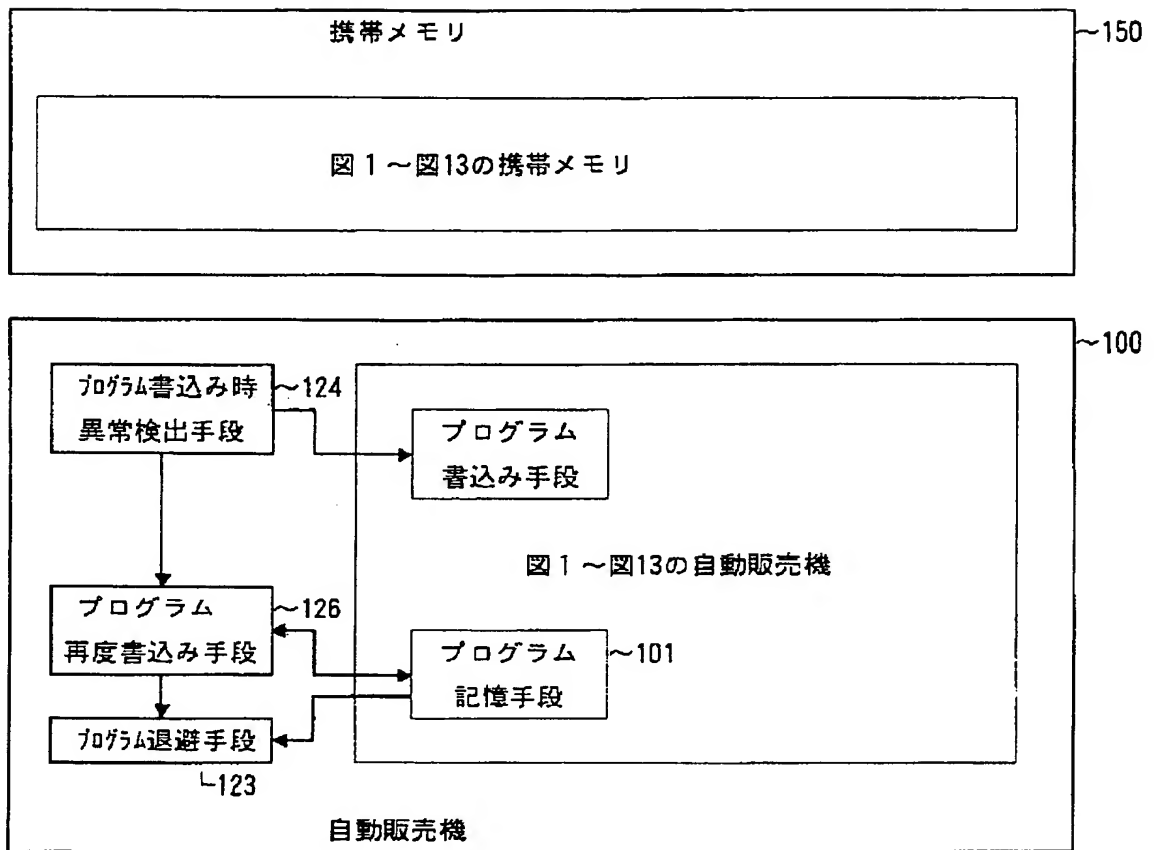 携帯メモリ
～150
図1～図13の携帯メモリ
～100
プログラム書込み時
異常検出手段
～124
プログラム
書込み手段
図1～図13の自動販売機
プログラム
再度書込み手段
～126
プログラム
記憶手段
～101
プログラム退避手段
123
自動販売機